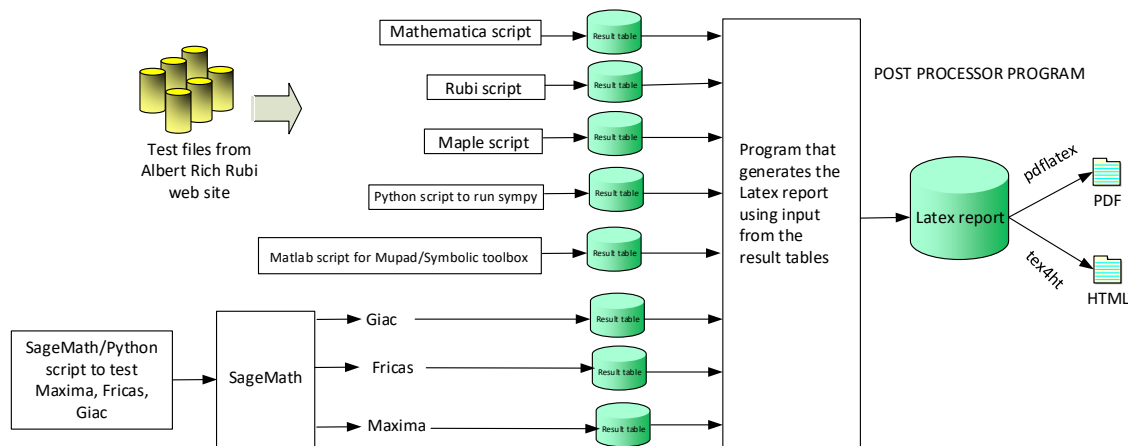 Mathematica script
Result table
Rubi script
Result table
Maple script
Result table
Python script to run sympy
Result table
Matlab script for Mupad/Symbolic toolbox
Result table
Test files from
Albert Rich Rubi
web site
SageMath/Python
script to test
Maxima, Fricas,
Giac
SageMath
Giac
Result table
Fricas
Result table
Maxima
Result table
Program that
generates the
Latex report
using input
from the
result tables
POST PROCESSOR PROGRAM
Latex report
pdflatex
PDF
tex4ht
HTML